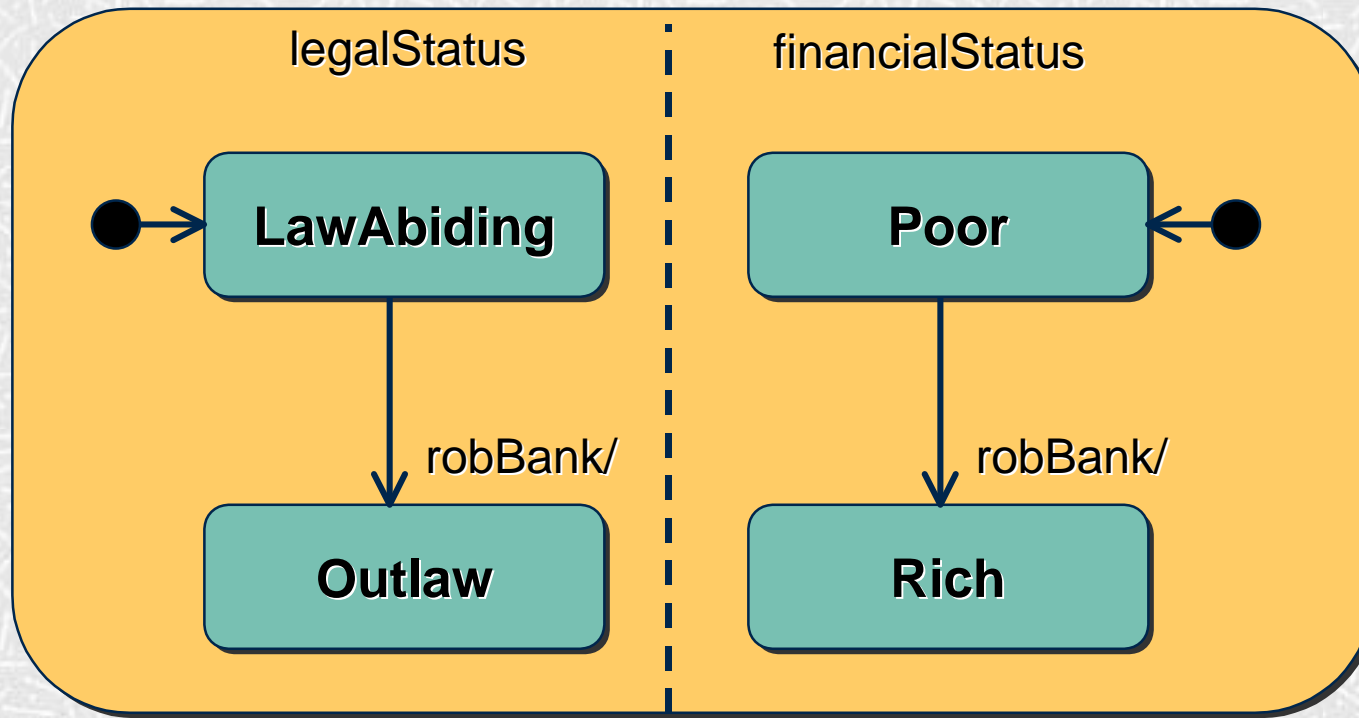 legalStatus
financialStatus
LawAbiding
Poor
robBank/
robBank/
Outlaw
Rich